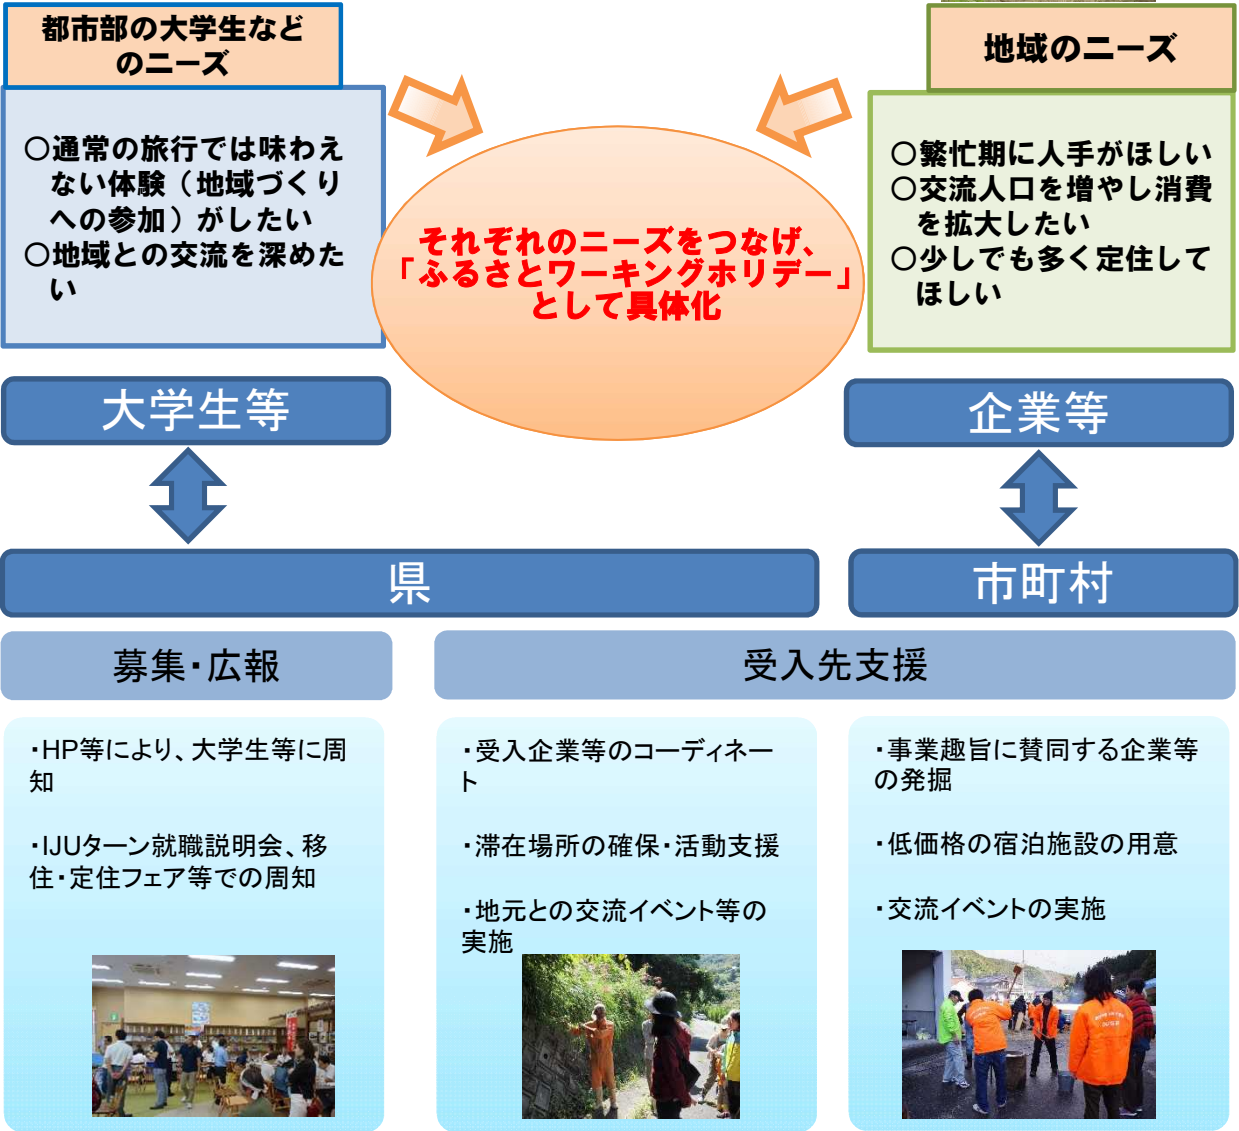 都市部の大学生など
のニーズ
地域のニーズ
○通常の旅行では味わえ
ない体験（地域づくり
への参加）がしたい
○地域との交流を深めた
い
それぞれのニーズをつなげ、
「ふるさとワーキングホリデー」
として具体化
○繁忙期に人手がほしい
○交流人口を増やし消費
を拡大したい
○少しでも多く定住して
ほしい
大学生等
企業等
県
市町村
募集・広報
受入先支援
・HP等により、大学生等に周
知
・IJUターン就職説明会、移
住・定住フェア等での周知
・受入企業等のコーディネー
ト
・滞在場所の確保・活動支援
・地元との交流イベント等の
実施
・事業趣旨に賛同する企業等
の発掘
・低価格の宿泊施設の用意
・交流イベントの実施